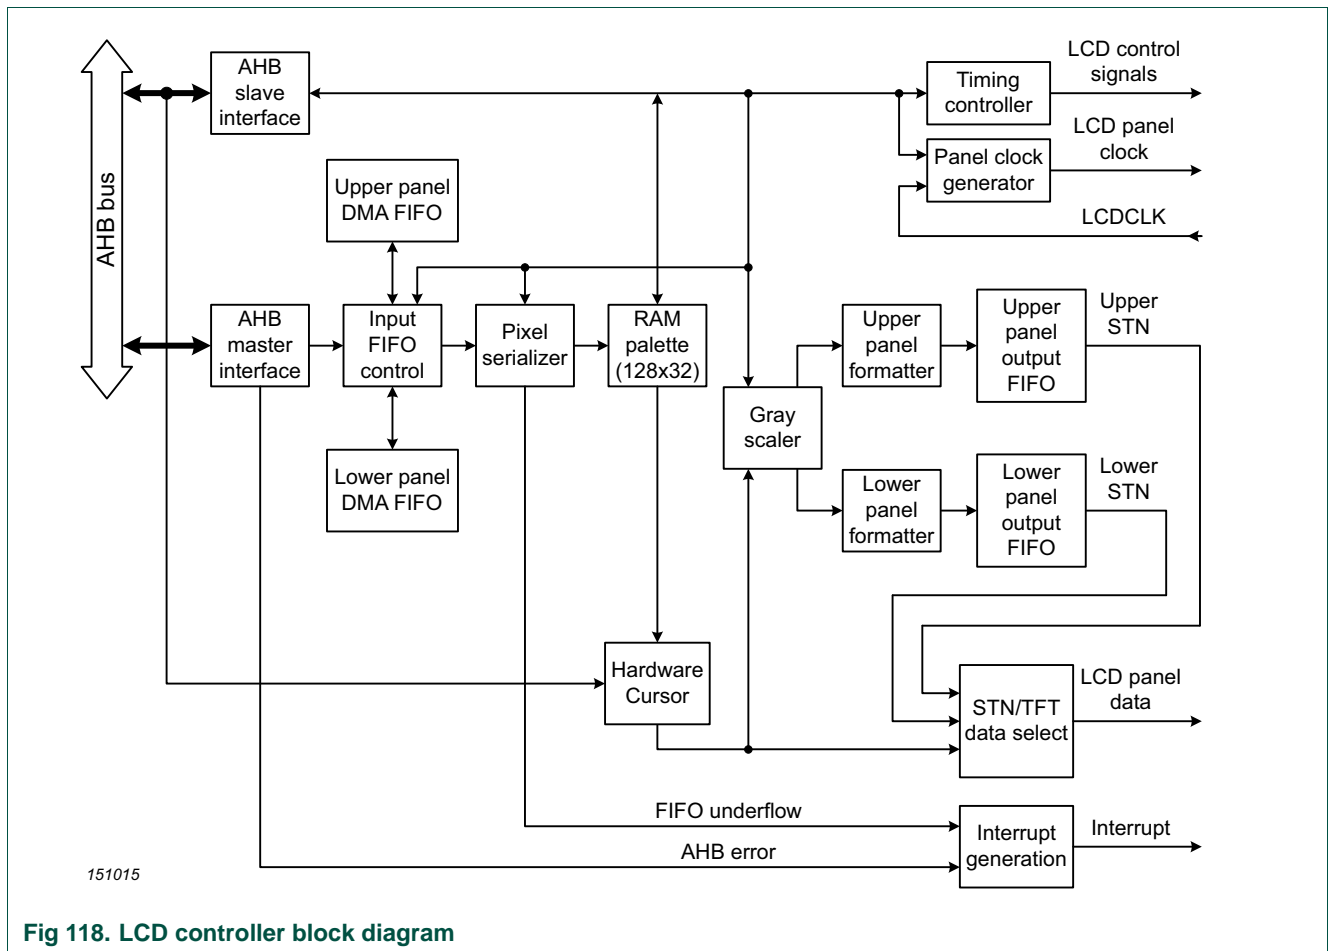 AHB bus
AHB
slave
interface
Timing
controller
LCD control
signals
LCD panel
clock
Panel clock
generator
LCDCLK
Upper panel
DMA FIFO
AHB
master
interface
Input
FIFO
control
Pixel
serializer
RAM
palette
(128x32)
Lower panel
DMA FIFO
Gray
scaler
Upper
panel
formatter
Upper
panel
output
FIFO
Upper
STN
Lower
panel
formatter
Lower
panel
output
FIFO
Lower
STN
Hardware
Cursor
STN/TFT
data select
LCD panel
data
FIFO underflow
AHB error
Interrupt
generation
Interrupt
151015
Fig 118. LCD controller block diagram